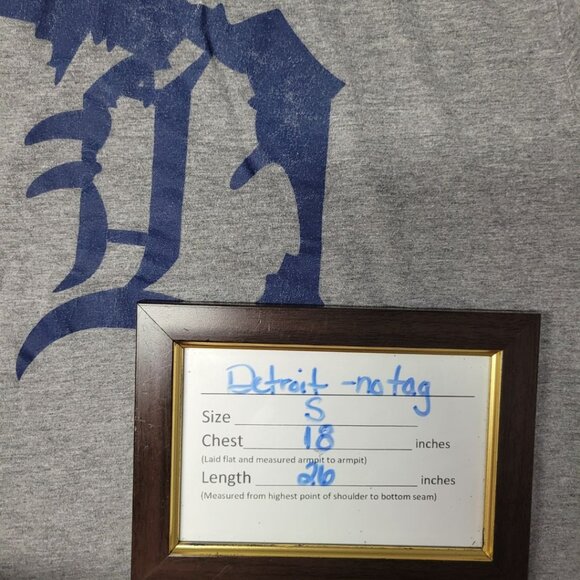 Detroit - no tag
Size S
Chest 18 inches
(Laid flat and measured armpit to armpit)
Length 26 inches
(Measured from highest point of shoulder to bottom seam)